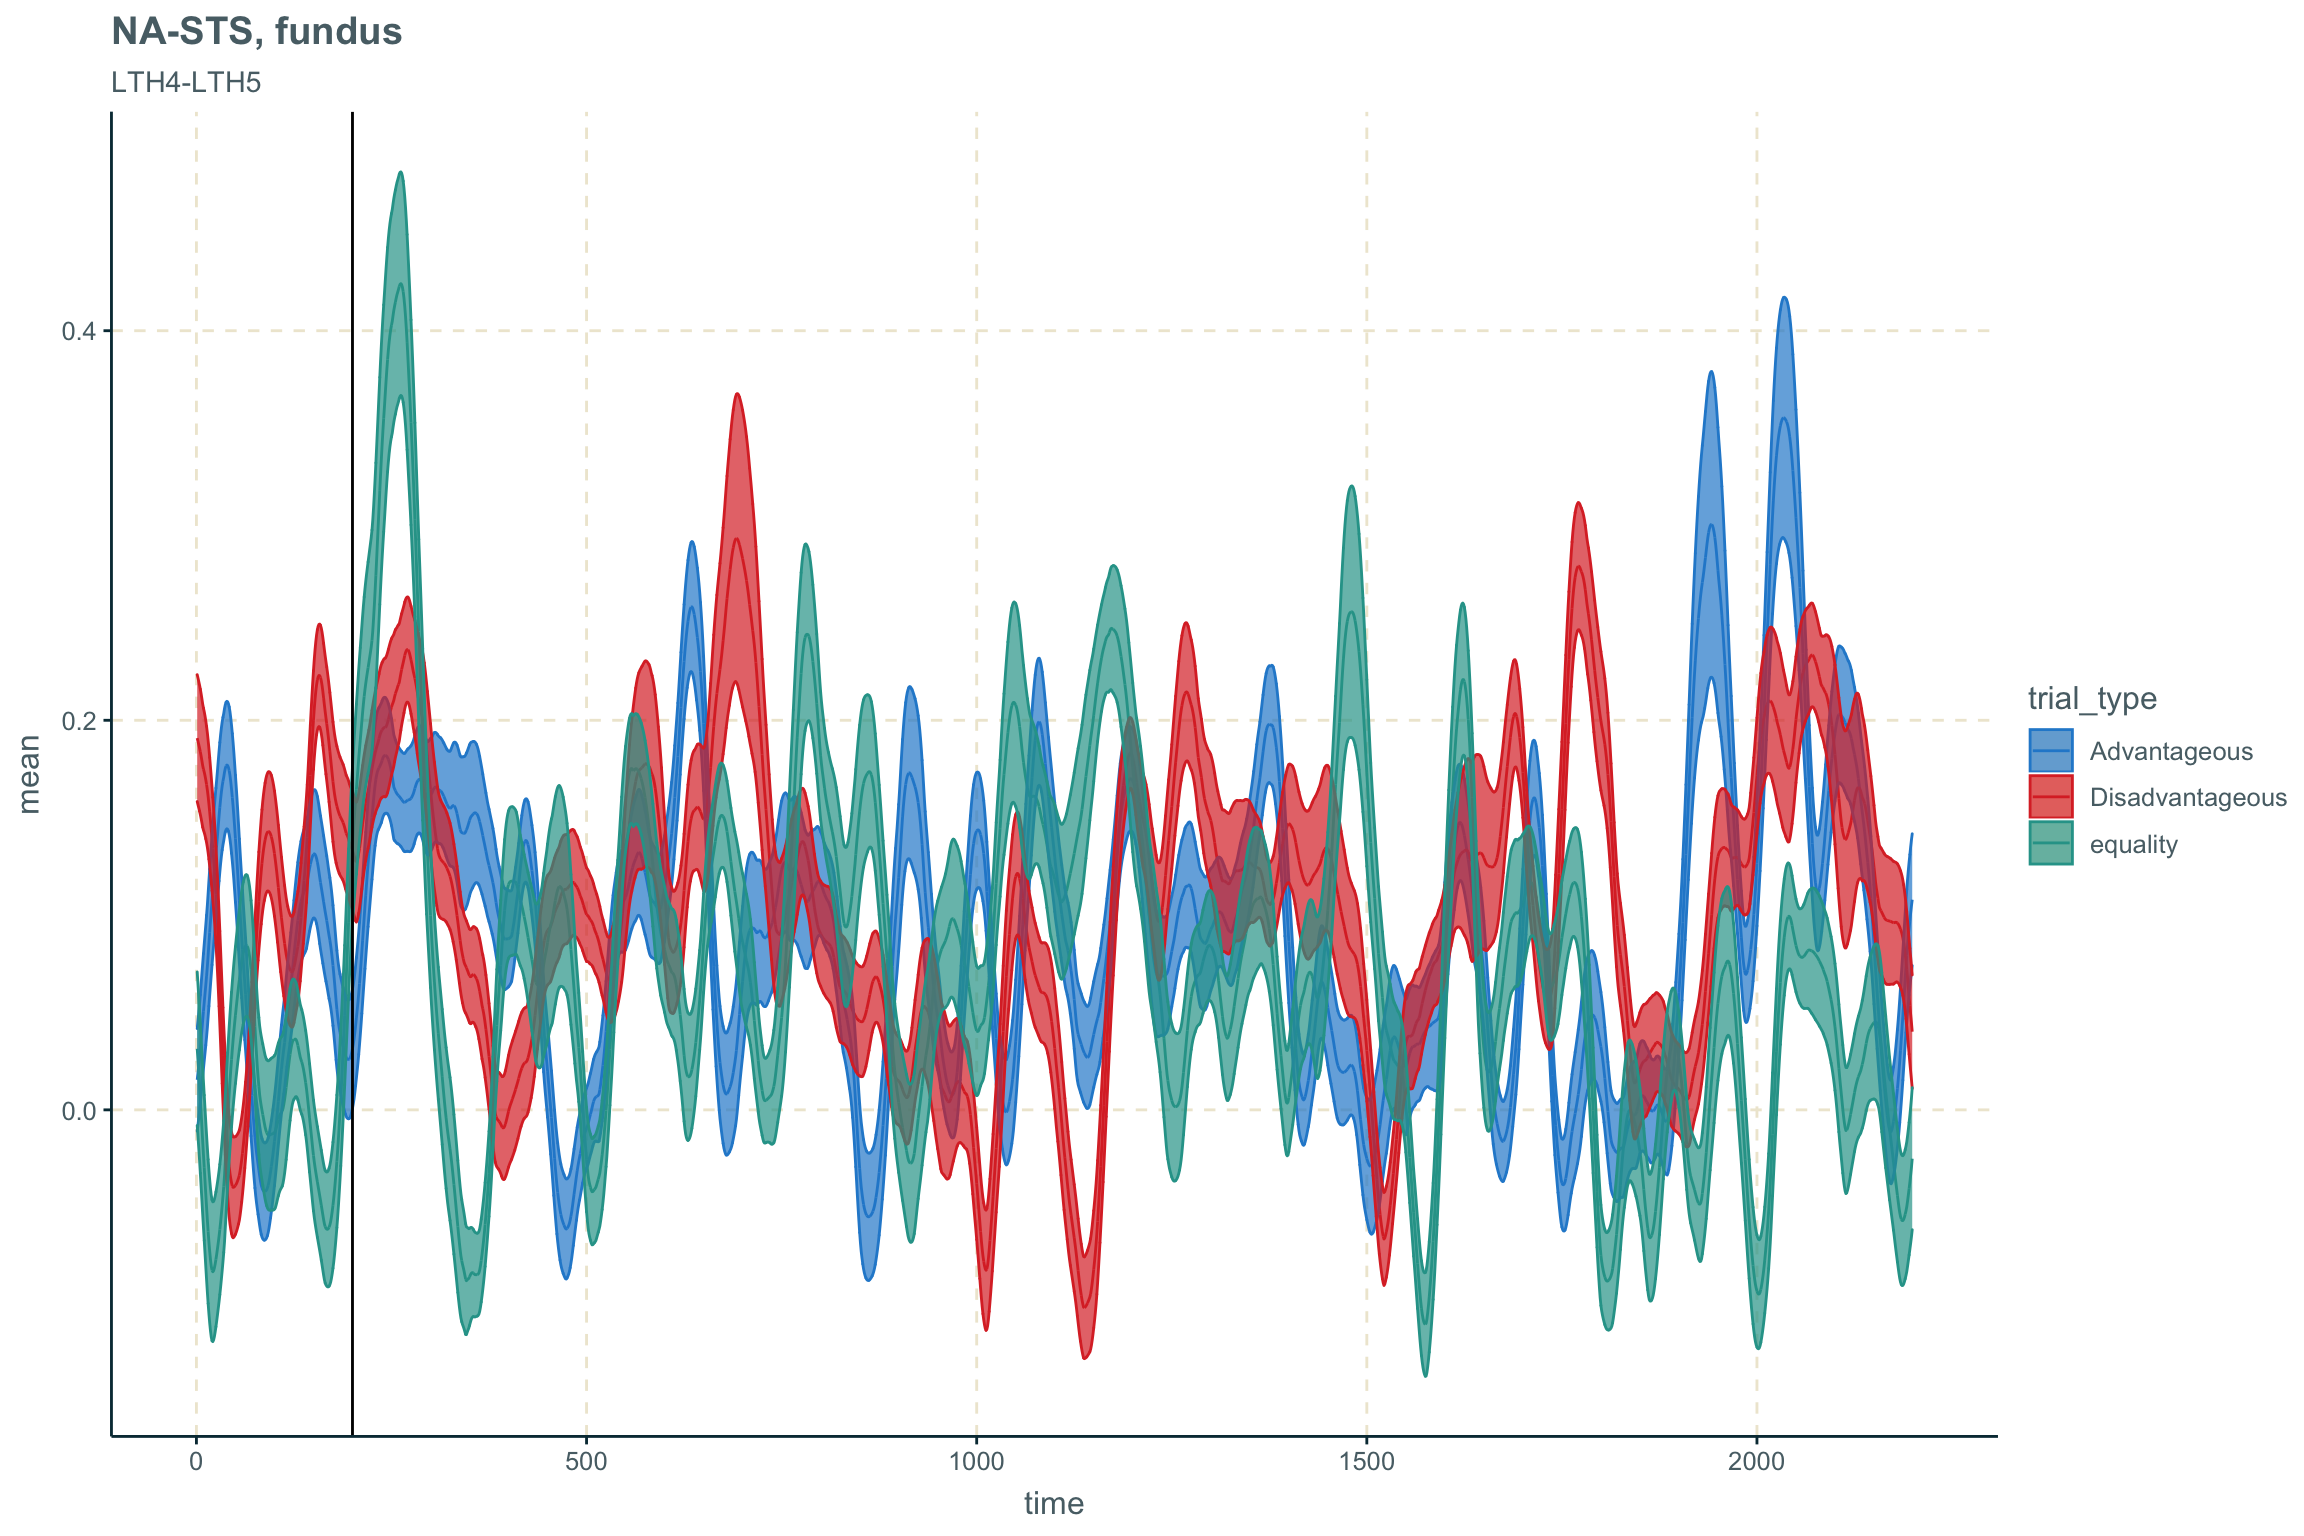 NA-STS, fundus
LTH4-LTH5
mean
0.4
0.2
0.0
0
500
1000
1500
2000
time
trial_type
Advantageous
Disadvantageous
equality